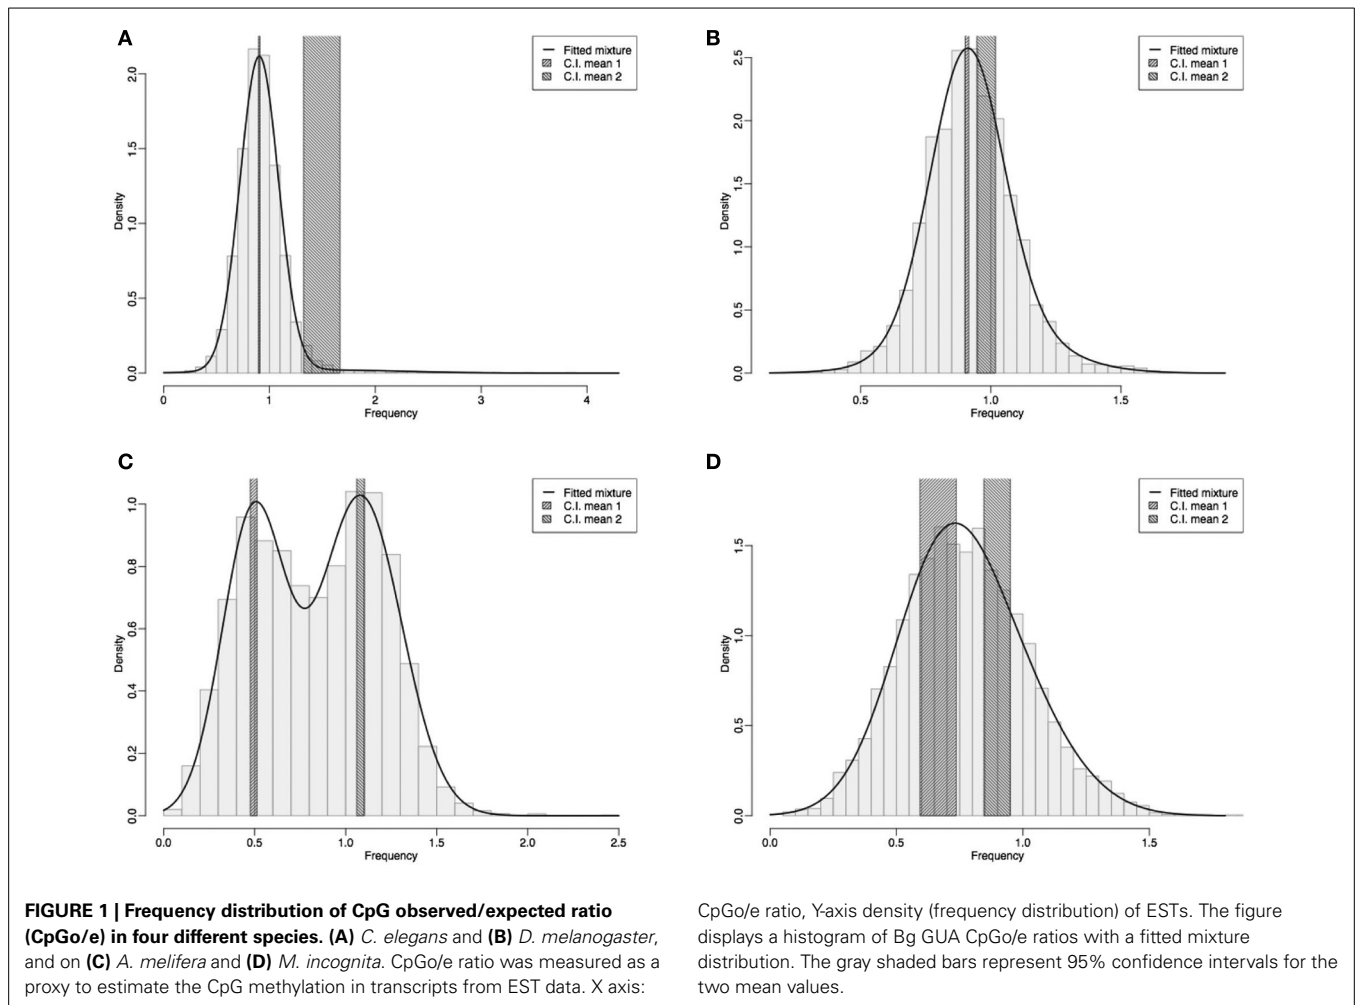 A
Fitted mixture
C.I. mean 1
C.I. mean 2
Density
0.0
0.5
1.0
1.5
2.0
0
1
2
3
4
Frequency
B
Fitted mixture
C.I. mean 1
C.I. mean 2
Density
0.0
0.5
1.0
1.5
2.0
2.5
0.5
1.0
1.5
Frequency
C
Fitted mixture
C.I. mean 1
C.I. mean 2
Density
0.0
0.2
0.4
0.6
0.8
1.0
0.0
0.5
1.0
1.5
2.0
2.5
Frequency
D
Fitted mixture
C.I. mean 1
C.I. mean 2
Density
0.0
0.5
1.0
1.5
0.0
0.5
1.0
1.5
Frequency
FIGURE 1 | Frequency distribution of CpG observed/expected ratio
(CpGo/e) in four different species. (A) C. elegans and (B) D. melanogaster,
and on (C) A. melifera and (D) M. incognita. CpGo/e ratio was measured as a
proxy to estimate the CpG methylation in transcripts from EST data. X axis:
CpGo/e ratio, Y-axis density (frequency distribution) of ESTs. The figure
displays a histogram of Bg GUA CpGo/e ratios with a fitted mixture
distribution. The gray shaded bars represent 95% confidence intervals for the
two mean values.